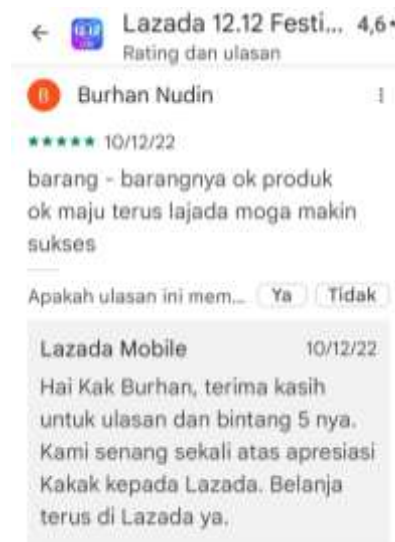 Lazada 12.12 Festi... 4,6
Rating dan ulasan
B Burhan Nudin
10/12/22
barang - barangnya ok produk
ok maju terus lajada moga makin
sukses
Apakah ulasan ini mem... Ya Tidak
Lazada Mobile 10/12/22
Hai Kak Burhan, terima kasih
untuk ulasan dan bintang 5 nya.
Kami senang sekali atas apresiasi
Kakak kepada Lazada. Belanja
terus di Lazada ya.